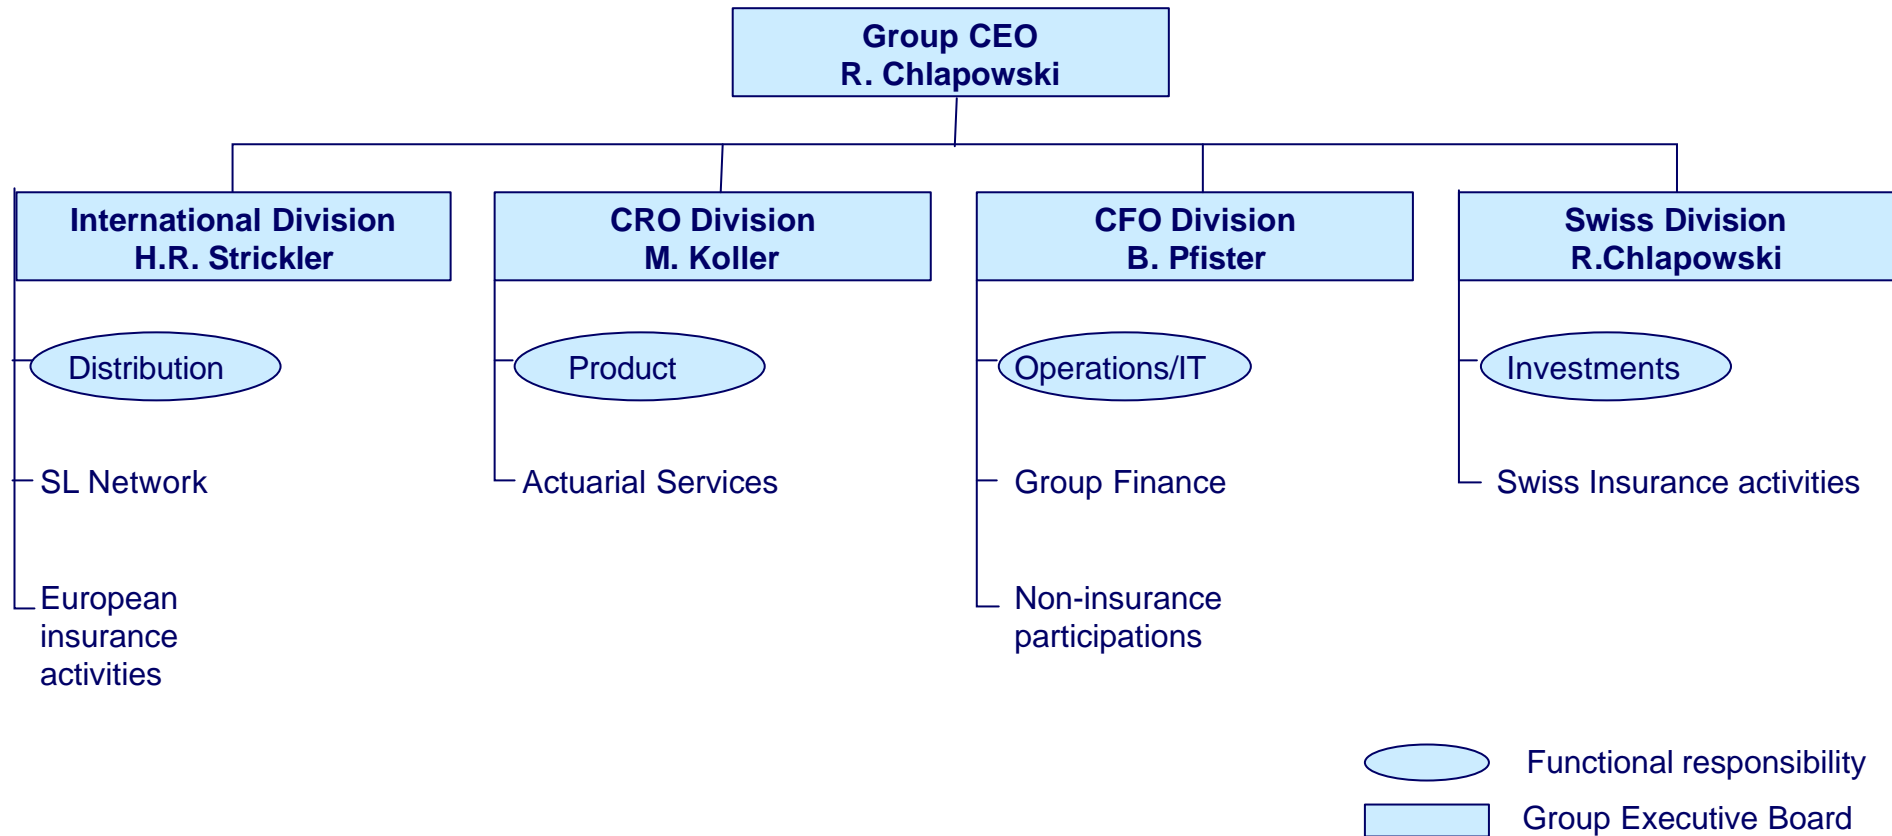 Group CEO
R. Chlapowski
International Division
H.R. Strickler
CRO Division
M. Koller
CFO Division
B. Pfister
Swiss Division
R.Chlapowski
Distribution
Product
Operations/IT
Investments
SL Network
Actuarial Services
Group Finance
Swiss Insurance activities
European
insurance
activities
Non-insurance
participations
Functional responsibility
Group Executive Board